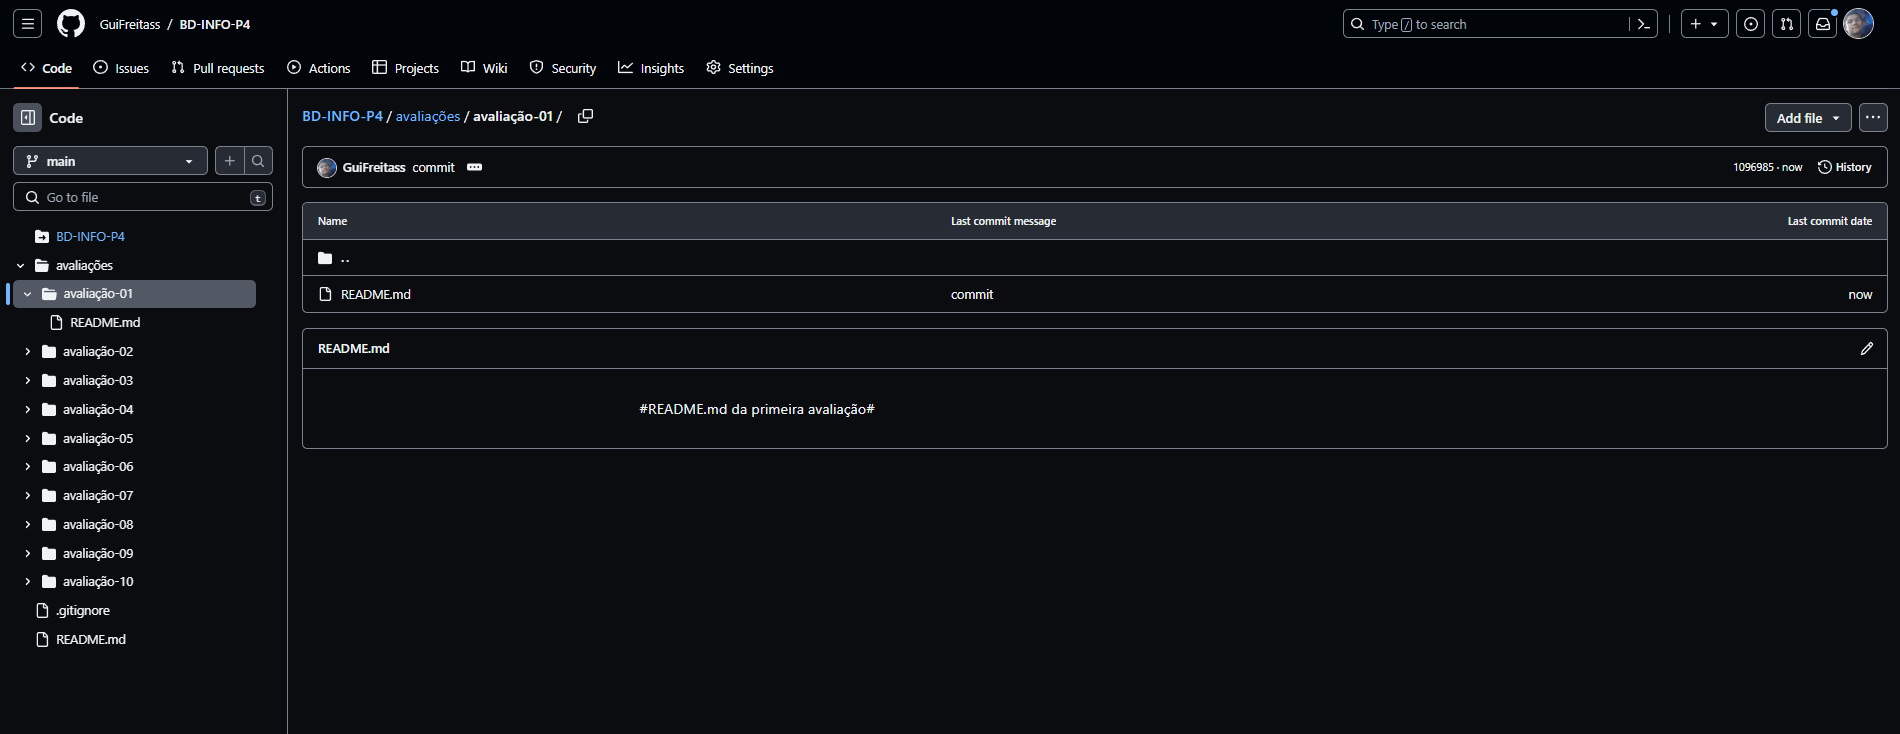 GuiFreitass / BD-INFO-P4
Type / to search
Code
Issues
Pull requests
Actions
Projects
Wiki
Security
Insights
Settings
Code
main
Go to file
t
BD-INFO-P4
avaliações
avaliação-01
README.md
avaliação-02
avaliação-03
avaliação-04
avaliação-05
avaliação-06
avaliação-07
avaliação-08
avaliação-09
avaliação-10
.gitignore
README.md
BD-INFO-P4 / avaliações / avaliação-01 /
Add file
GuiFreitass commit
1096985 · now
History
Name Last commit message Last commit date
..
README.md commit now
README.md
#README.md da primeira avaliação#